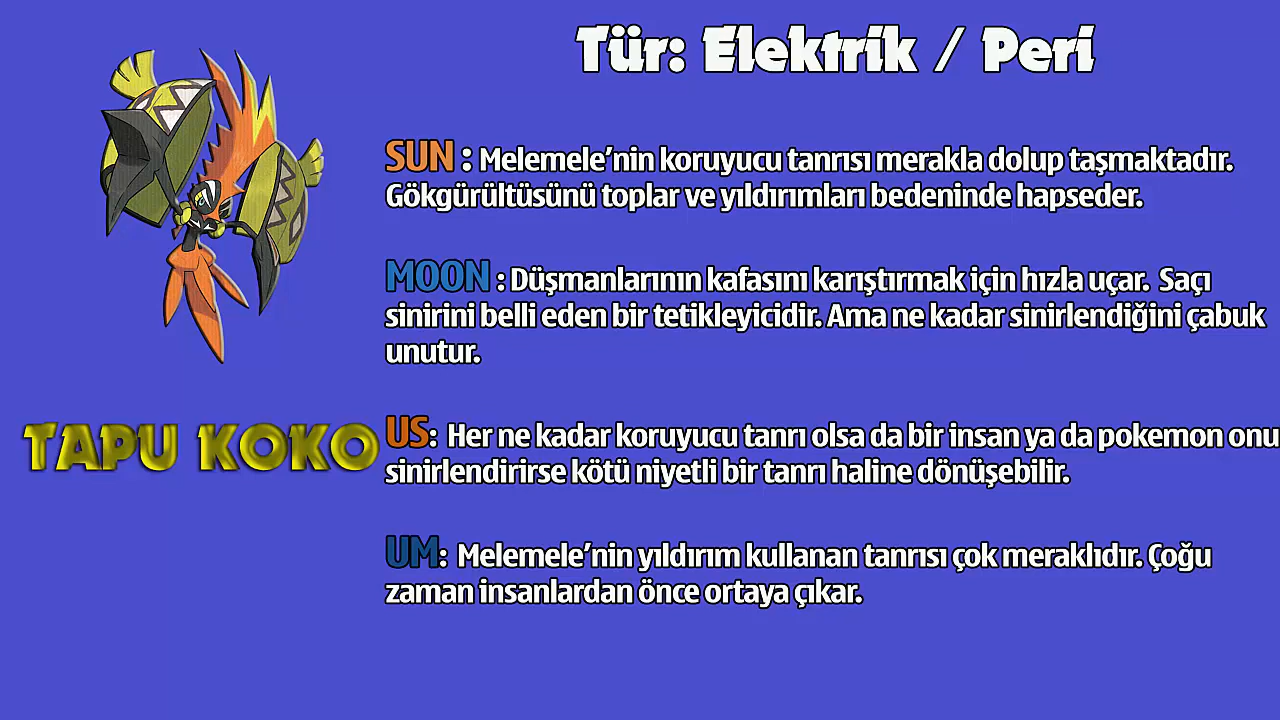 Tür: Elektrik / Peri
SUN : Melemele’nin koruyucu tanrısı merakla dolup taşmaktadır.
Gökgürültüsünü toplar ve yıldırımları bedeninde hapseder.
MOON : Düşmanlarının kafasını karıştırmak için hızla uçar. Saçı
sinirini belli eden bir tetikleyicidir. Ama ne kadar sinirlendiğini çabuk
unutur.
TAPU KOKO
US: Her ne kadar koruyucu tanrı olsa da bir insan ya da pokemon onu
sinirlendirirse kötü niyetli bir tanrı haline dönüşebilir.
UM: Melemele’nin yıldırım kullanan tanrısı çok meraklıdır. Çoğu
zaman insanlardan önce ortaya çıkar.